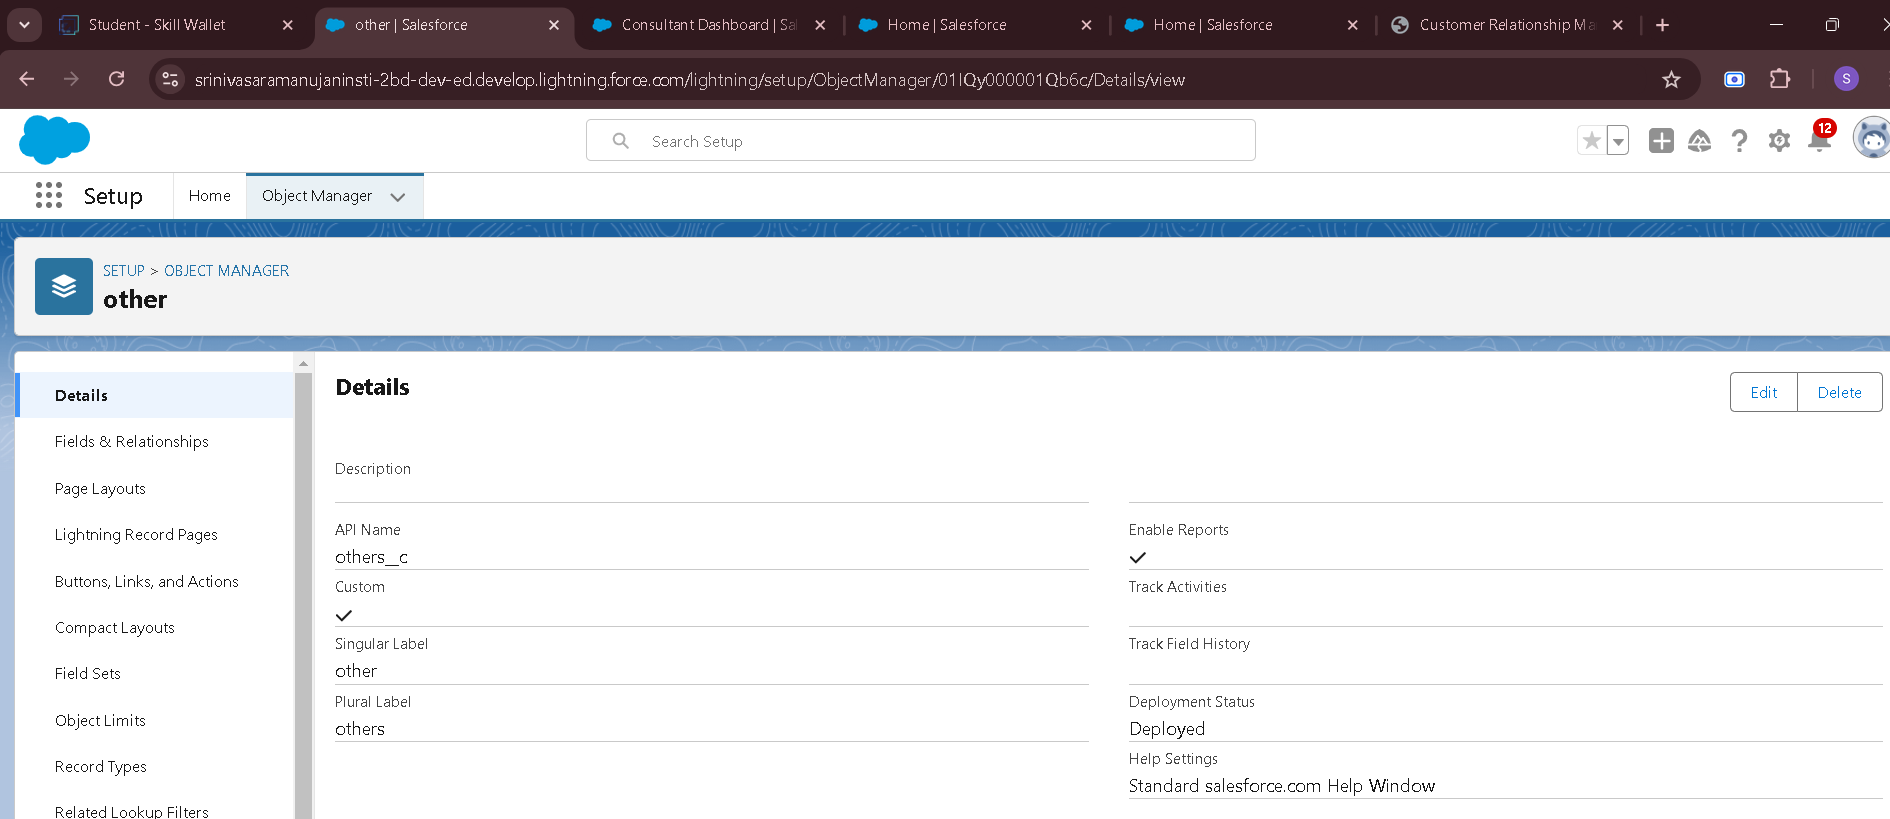 Student - Skill Wallet
other | Salesforce
Consultant Dashboard | Sal
Home | Salesforce
Home | Salesforce
Customer Relationship Ma
srinivasaramanujaninsti-2bd-dev-ed.develop.lightning.force.com/lightning/setup/ObjectManager/01IQy000001Qb6c/Details/view
S
Search Setup
12
Setup
Home
Object Manager
SETUP > OBJECT MANAGER
other
Details
Fields & Relationships
Page Layouts
Lightning Record Pages
Buttons, Links, and Actions
Compact Layouts
Field Sets
Object Limits
Record Types
Related Lookup Filters
Details
Edit
Delete
Description
API Name
others__c
Custom
Singular Label
other
Plural Label
others
Enable Reports
Track Activities
Track Field History
Deployment Status
Deployed
Help Settings
Standard salesforce.com Help Window